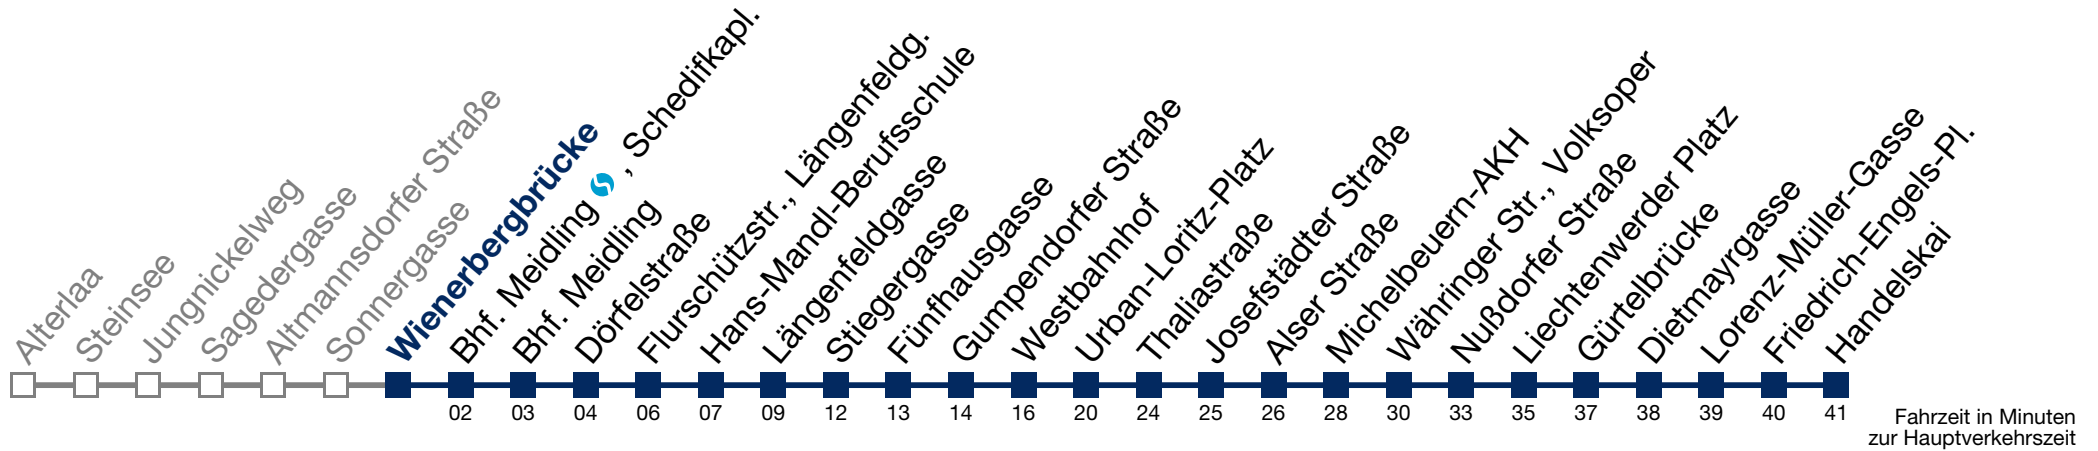 Alterlaa
Steinsee
Jungnickelweg
Sagedergasse
Altmannsdorfer Straße
Sonnergasse
Wienerbergbrücke
Bhf. Meidling , Schedifkapl.
Bhf. Meidling
Dörfelstraße
Flurschützstr., Längenfeldg.
Hans-Mandl-Berufsschule
Längenfeldgasse
Stiegergasse
Fünfhausgasse
Gumpendorfer Straße
Westbahnhof
Urban-Loritz-Platz
Thaliastraße
Josefstädter Straße
Alser Straße
Michelbeuern-AKH
Währinger Str., Volksoper
Nußdorfer Straße
Liechtenwerder Platz
Gürtelbrücke
Dietmayrgasse
Lorenz-Müller-Gasse
Friedrich-Engels-Pl.
Handelskai
02 03 04 06 07 09 12 13 14 16 20 24 25 26 28 30 33 35 37 38 39 40 41
Fahrzeit in Minuten
zur Hauptverkehrszeit